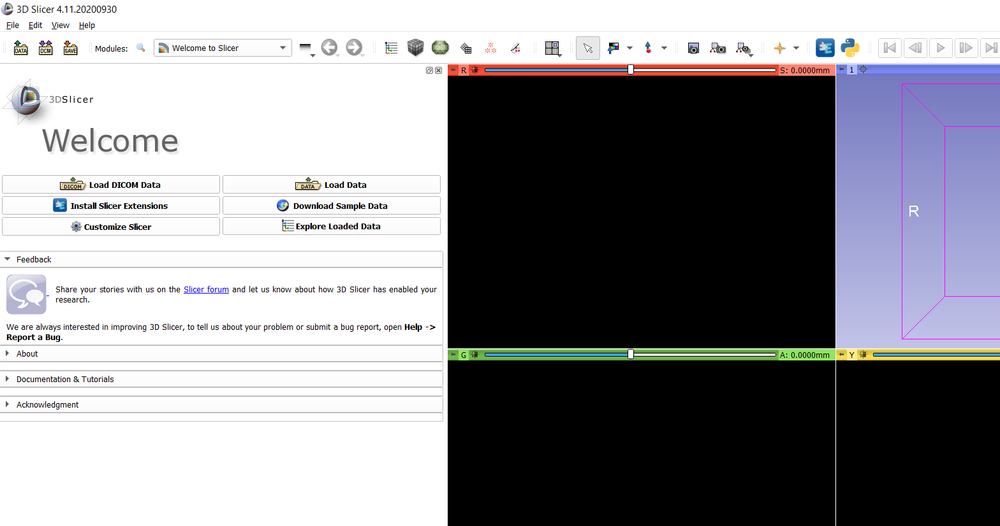 3D Slicer 4.11.20200930
File Edit View Help
DATA DCM SAVE Modules: Welcome to Slicer
R S: 0.0000mm 1
3DSlicer
Welcome
DICOM Load DICOM Data DATA Load Data
Install Slicer Extensions Download Sample Data
Customize Slicer Explore Loaded Data
R
Feedback
Share your stories with us on the Slicer forum and let us know about how 3D Slicer has enabled your
research.
We are always interested in improving 3D Slicer, to tell us about your problem or submit a bug report, open Help ->
Report a Bug.
G A: 0.0000mm Y
About
Documentation & Tutorials
Acknowledgment